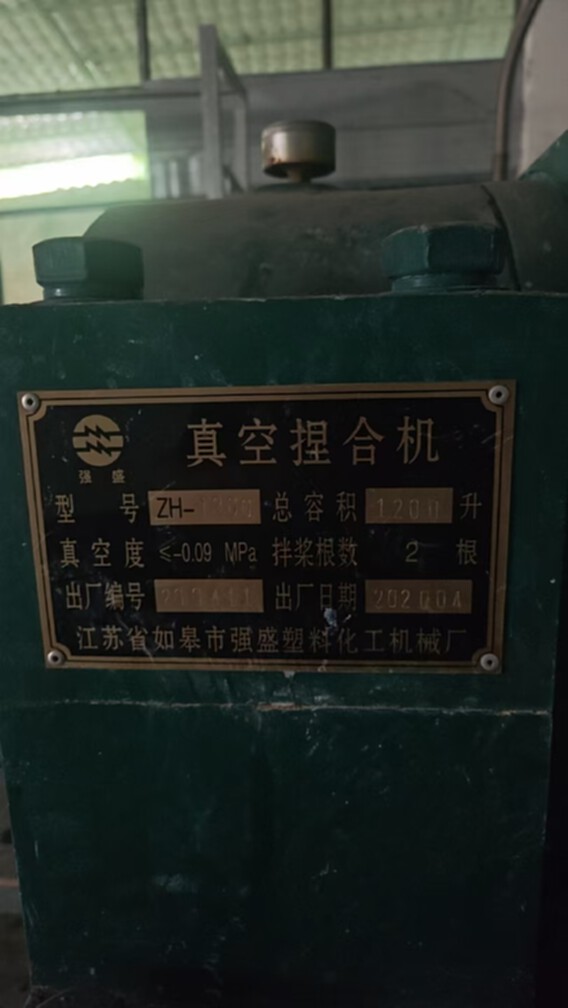 强盛
真空捏合机
型号 ZH-1200 总容积 1200 升
真空度 ≤-0.09 MPa 拌桨根数 2 根
出厂编号 出厂日期 202004
江苏省如皋市强盛塑料化工机械厂